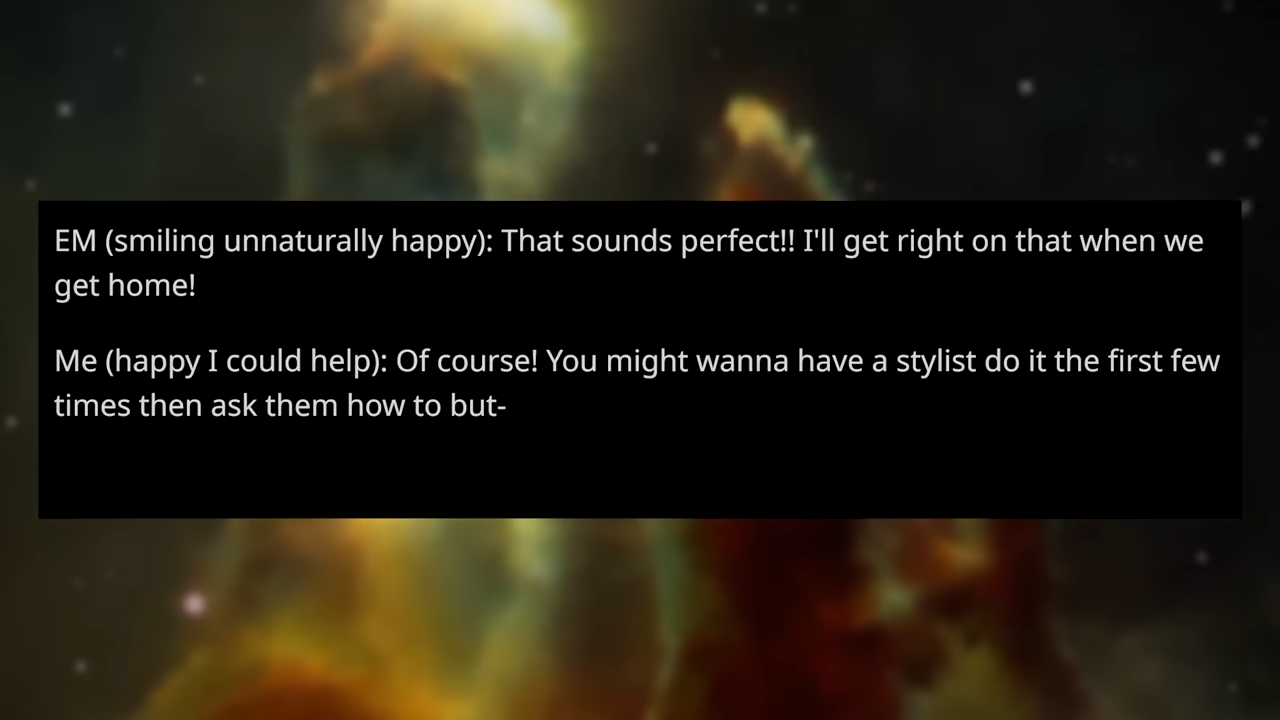 EM (smiling unnaturally happy): That sounds perfect!! I'll get right on that when we
get home!
Me (happy I could help): Of course! You might wanna have a stylist do it the first few
times then ask them how to but-